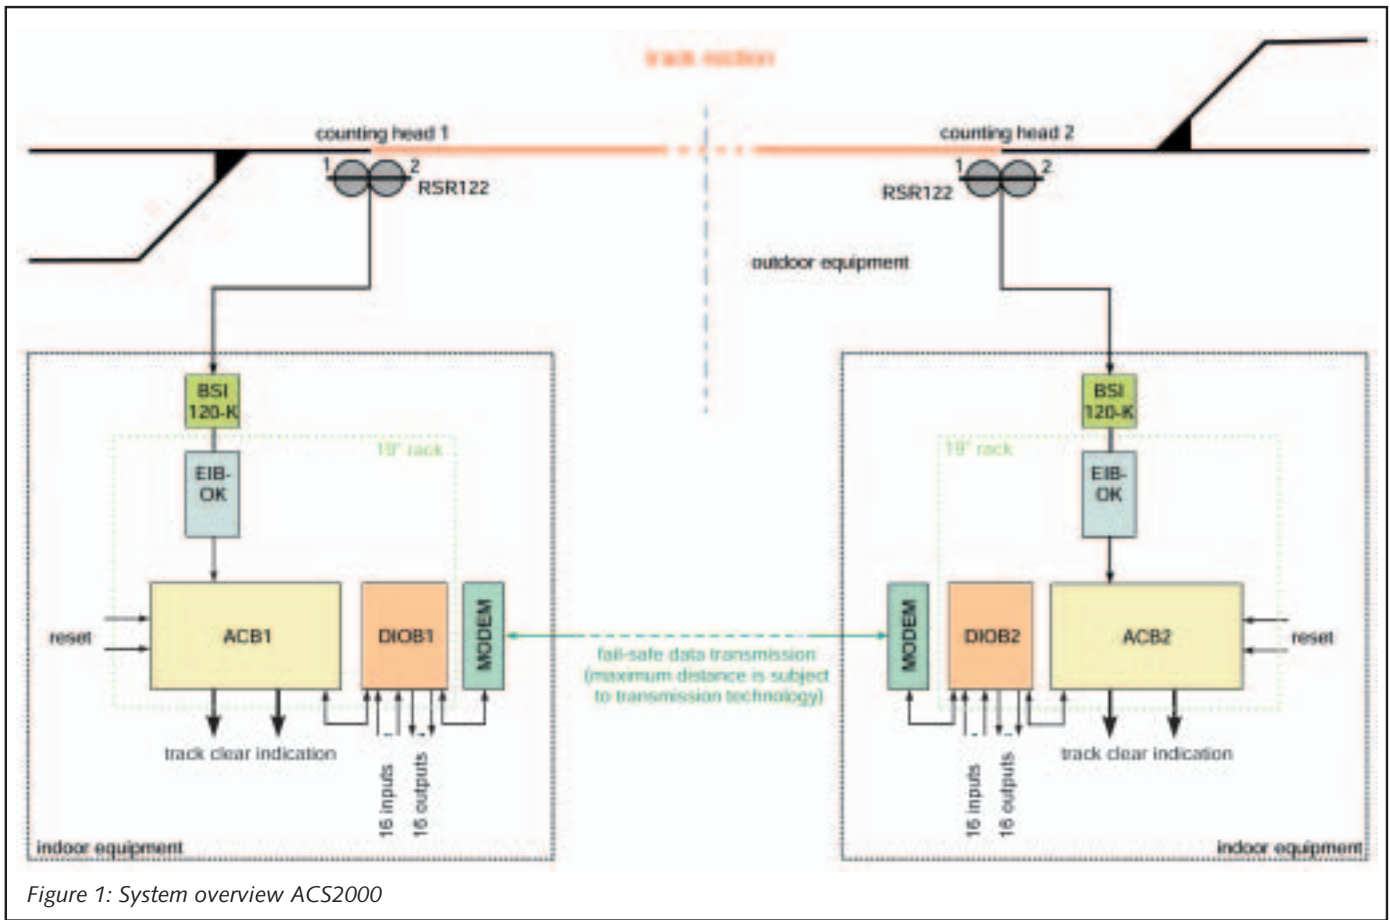 track section
counting head 1
counting head 2
1 2
RSR122
1 2
RSR122
outdoor equipment
BSI
120-K
BSI
120-K
19" rack
19" rack
EIB-
OK
EIB-
OK
reset
ACB1
DIOB1
MODEM
fail-safe data transmission
(maximum distance is subject
to transmission technology)
MODEM
DIOB2
ACB2
reset
track clear indication
16 inputs
16 outputs
16 inputs
16 outputs
track clear indication
indoor equipment
indoor equipment
Figure 1: System overview ACS2000